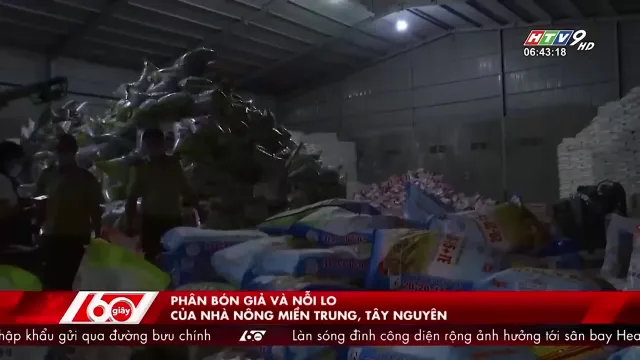 HTV9 HD
06:43:18
60 giây
PHÂN BÓN GIẢ VÀ NỖI LO
CỦA NHÀ NÔNG MIỀN TRUNG, TÂY NGUYÊN
hập khẩu gửi qua đường bưu chính Làn sóng đình công diện rộng ảnh hưởng tới sân bay Hea